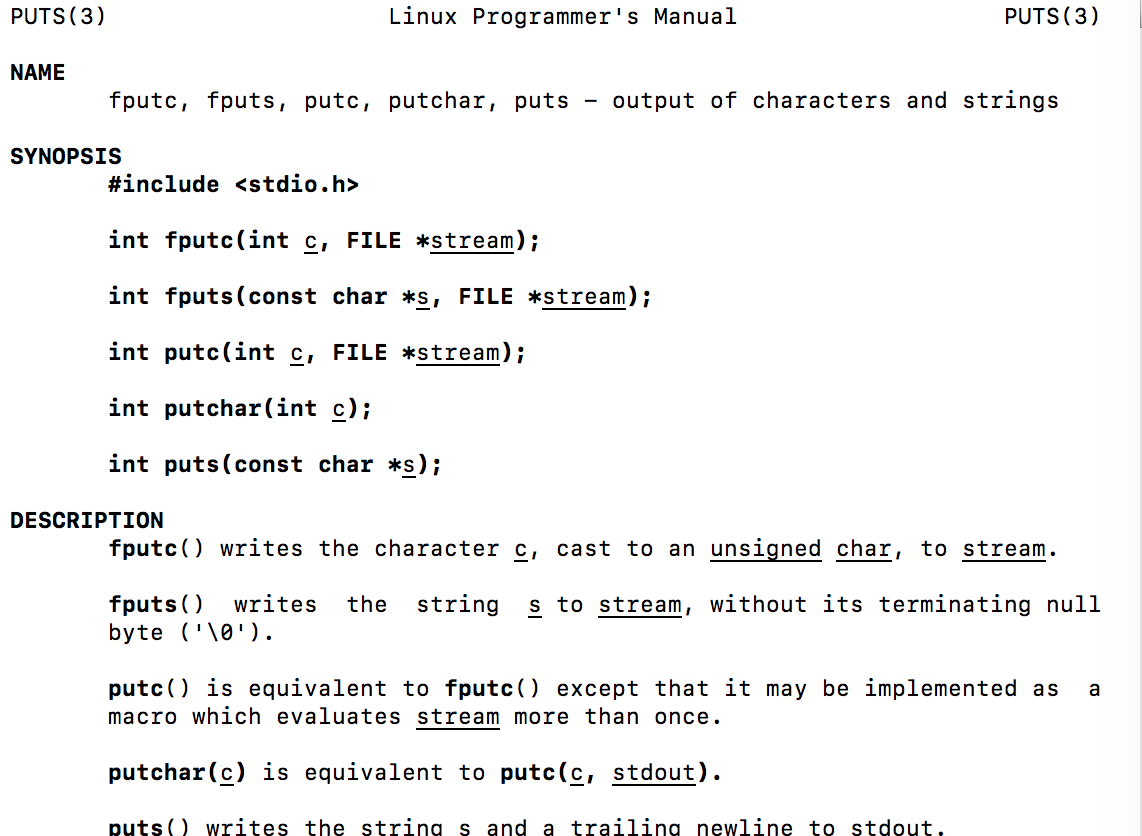 PUTS(3) Linux Programmer's Manual PUTS(3)
NAME
fputc, fputs, putc, putchar, puts – output of characters and strings
SYNOPSIS
#include <stdio.h>
int fputc(int c, FILE *stream);
int fputs(const char *s, FILE *stream);
int putc(int c, FILE *stream);
int putchar(int c);
int puts(const char *s);
DESCRIPTION
fputc() writes the character c, cast to an unsigned char, to stream.
fputs() writes the string s to stream, without its terminating null
byte ('\0').
putc() is equivalent to fputc() except that it may be implemented as a
macro which evaluates stream more than once.
putchar(c) is equivalent to putc(c, stdout).
puts() writes the string s and a trailing newline to stdout.